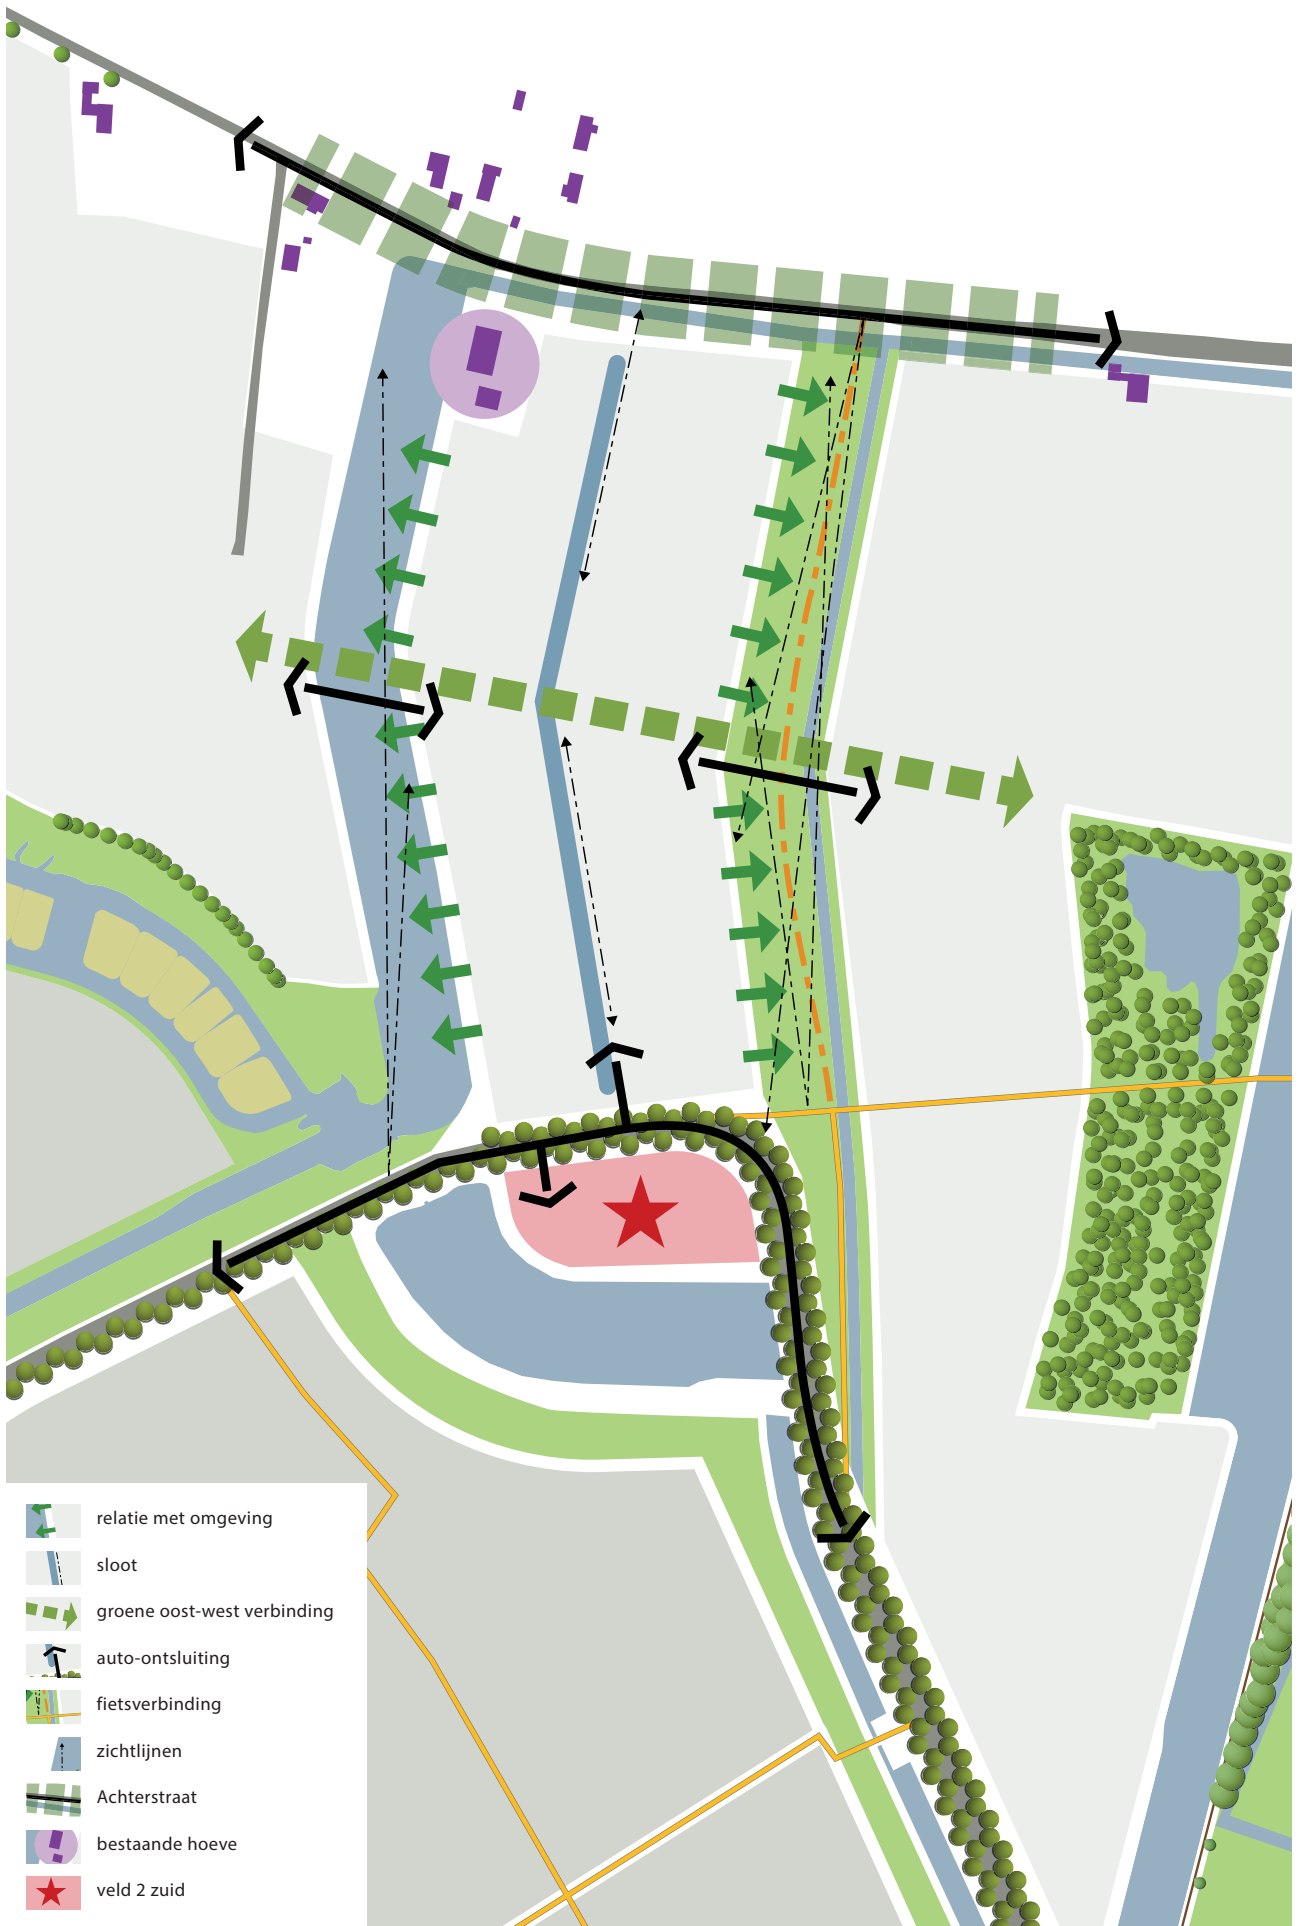 relatie met omgeving
sloot
groene oost-west verbinding
auto-ontsluiting
fietsverbinding
zichtlijnen
Achterstraat
bestaande hoeve
veld 2 zuid